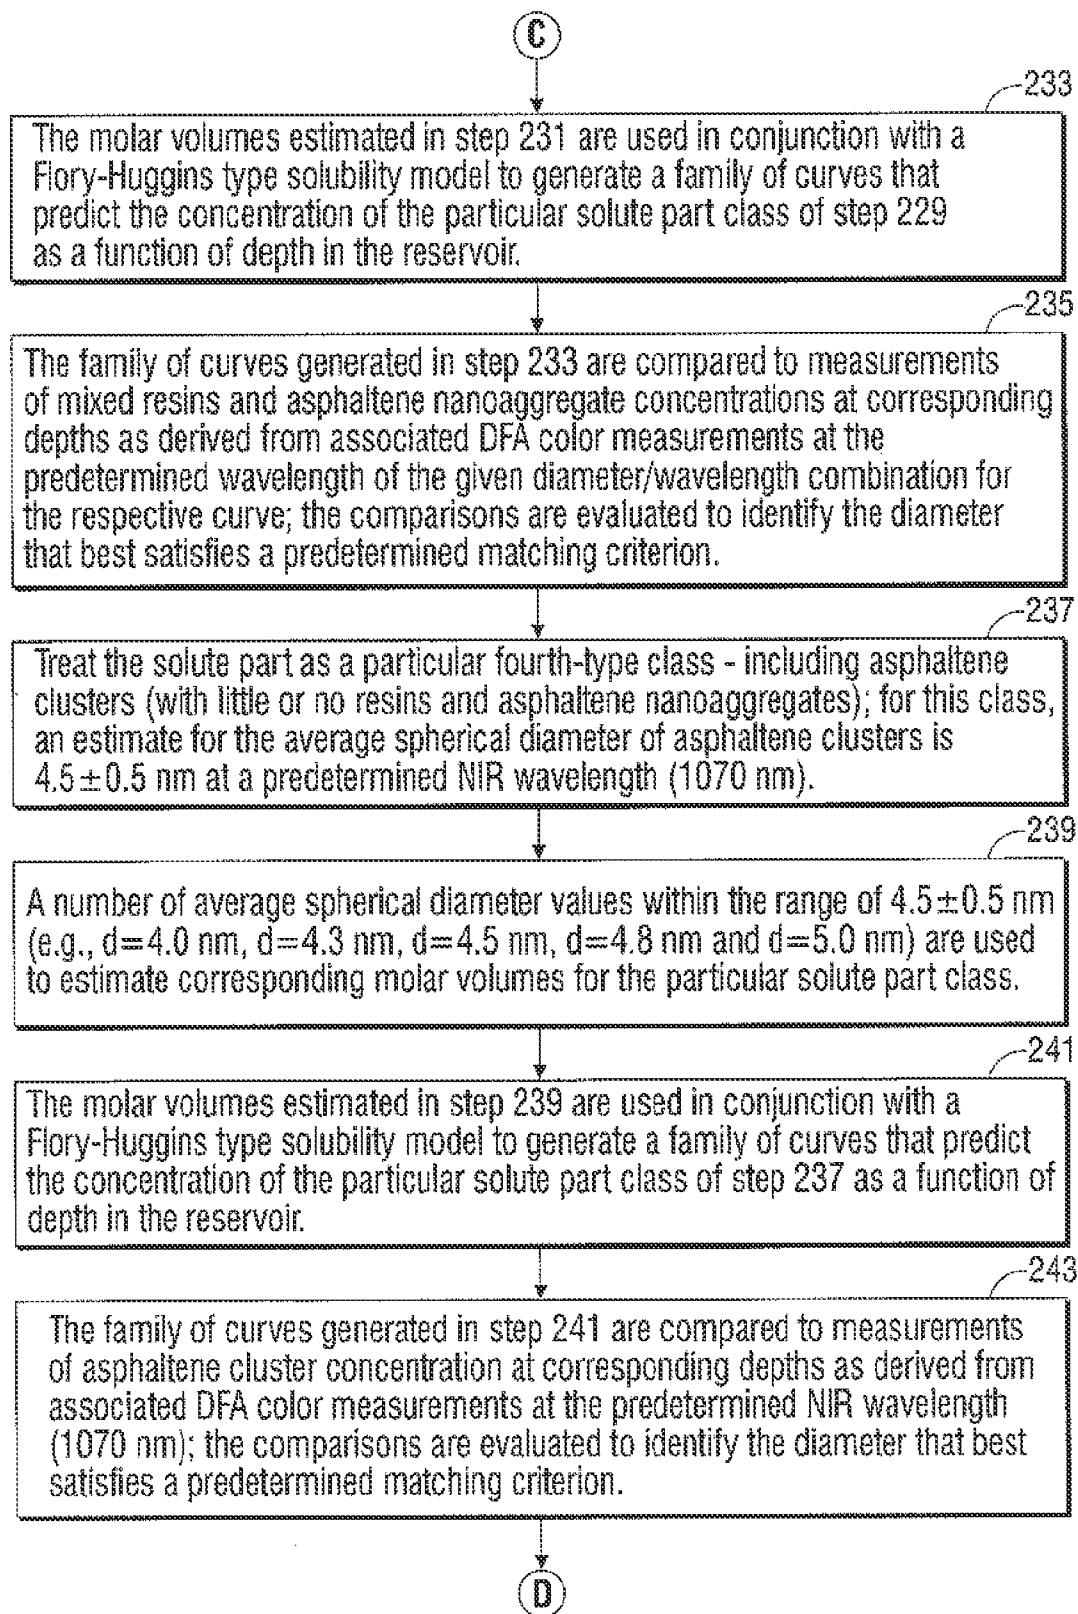 C
233
The molar volumes estimated in step 231 are used in conjunction with a
Flory-Huggins type solubility model to generate a family of curves that
predict the concentration of the particular solute part class of step 229
as a function of depth in the reservoir.
235
The family of curves generated in step 233 are compared to measurements
of mixed resins and asphaltene nanoaggregate concentrations at corresponding
depths as derived from associated DFA color measurements at the
predetermined wavelength of the given diameter/wavelength combination for
the respective curve; the comparisons are evaluated to identify the diameter
that best satisfies a predetermined matching criterion.
237
Treat the solute part as a particular fourth-type class - including asphaltene
clusters (with little or no resins and asphaltene nanoaggregates); for this class,
an estimate for the average spherical diameter of asphaltene clusters is
4.5±0.5 nm at a predetermined NIR wavelength (1070 nm).
239
A number of average spherical diameter values within the range of 4.5±0.5 nm
(e.g., d=4.0 nm, d=4.3 nm, d=4.5 nm, d=4.8 nm and d=5.0 nm) are used
to estimate corresponding molar volumes for the particular solute part class.
241
The molar volumes estimated in step 239 are used in conjunction with a
Flory-Huggins type solubility model to generate a family of curves that predict
the concentration of the particular solute part class of step 237 as a function of
depth in the reservoir.
243
The family of curves generated in step 241 are compared to measurements
of asphaltene cluster concentration at corresponding depths as derived from
associated DFA color measurements at the predetermined NIR wavelength
(1070 nm); the comparisons are evaluated to identify the diameter that best
satisfies a predetermined matching criterion.
D